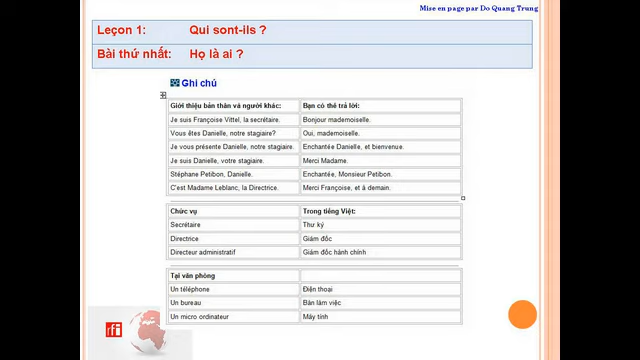 Mise en page par Do Quang Trung
Leçon 1: Qui sont-ils ?
Bài thứ nhất: Họ là ai ?
Ghi chú
Giới thiệu bản thân và người khác: Bạn có thể trả lời:
Je suis Françoise Vittel, la secrétaire. Bonjour mademoiselle.
Vous êtes Danielle, notre stagiaire? Oui, mademoiselle.
Je vous présente Danielle, notre stagiaire. Enchantée Danielle, et bienvenue.
Je suis Danielle, votre stagiaire. Merci Madame.
Stéphane Petibon, Danielle. Enchantée, Monsieur Petibon.
C'est Madame Leblanc, la Directrice. Merci Françoise, et à demain.
Chức vụ Trong tiếng Việt:
Secrétaire Thư ký
Directrice Giám đốc
Directeur administratif Giám đốc hành chính
Tại văn phòng
Un téléphone Điện thoại
Un bureau Bàn làm việc
Un micro ordinateur Máy tính
rfi